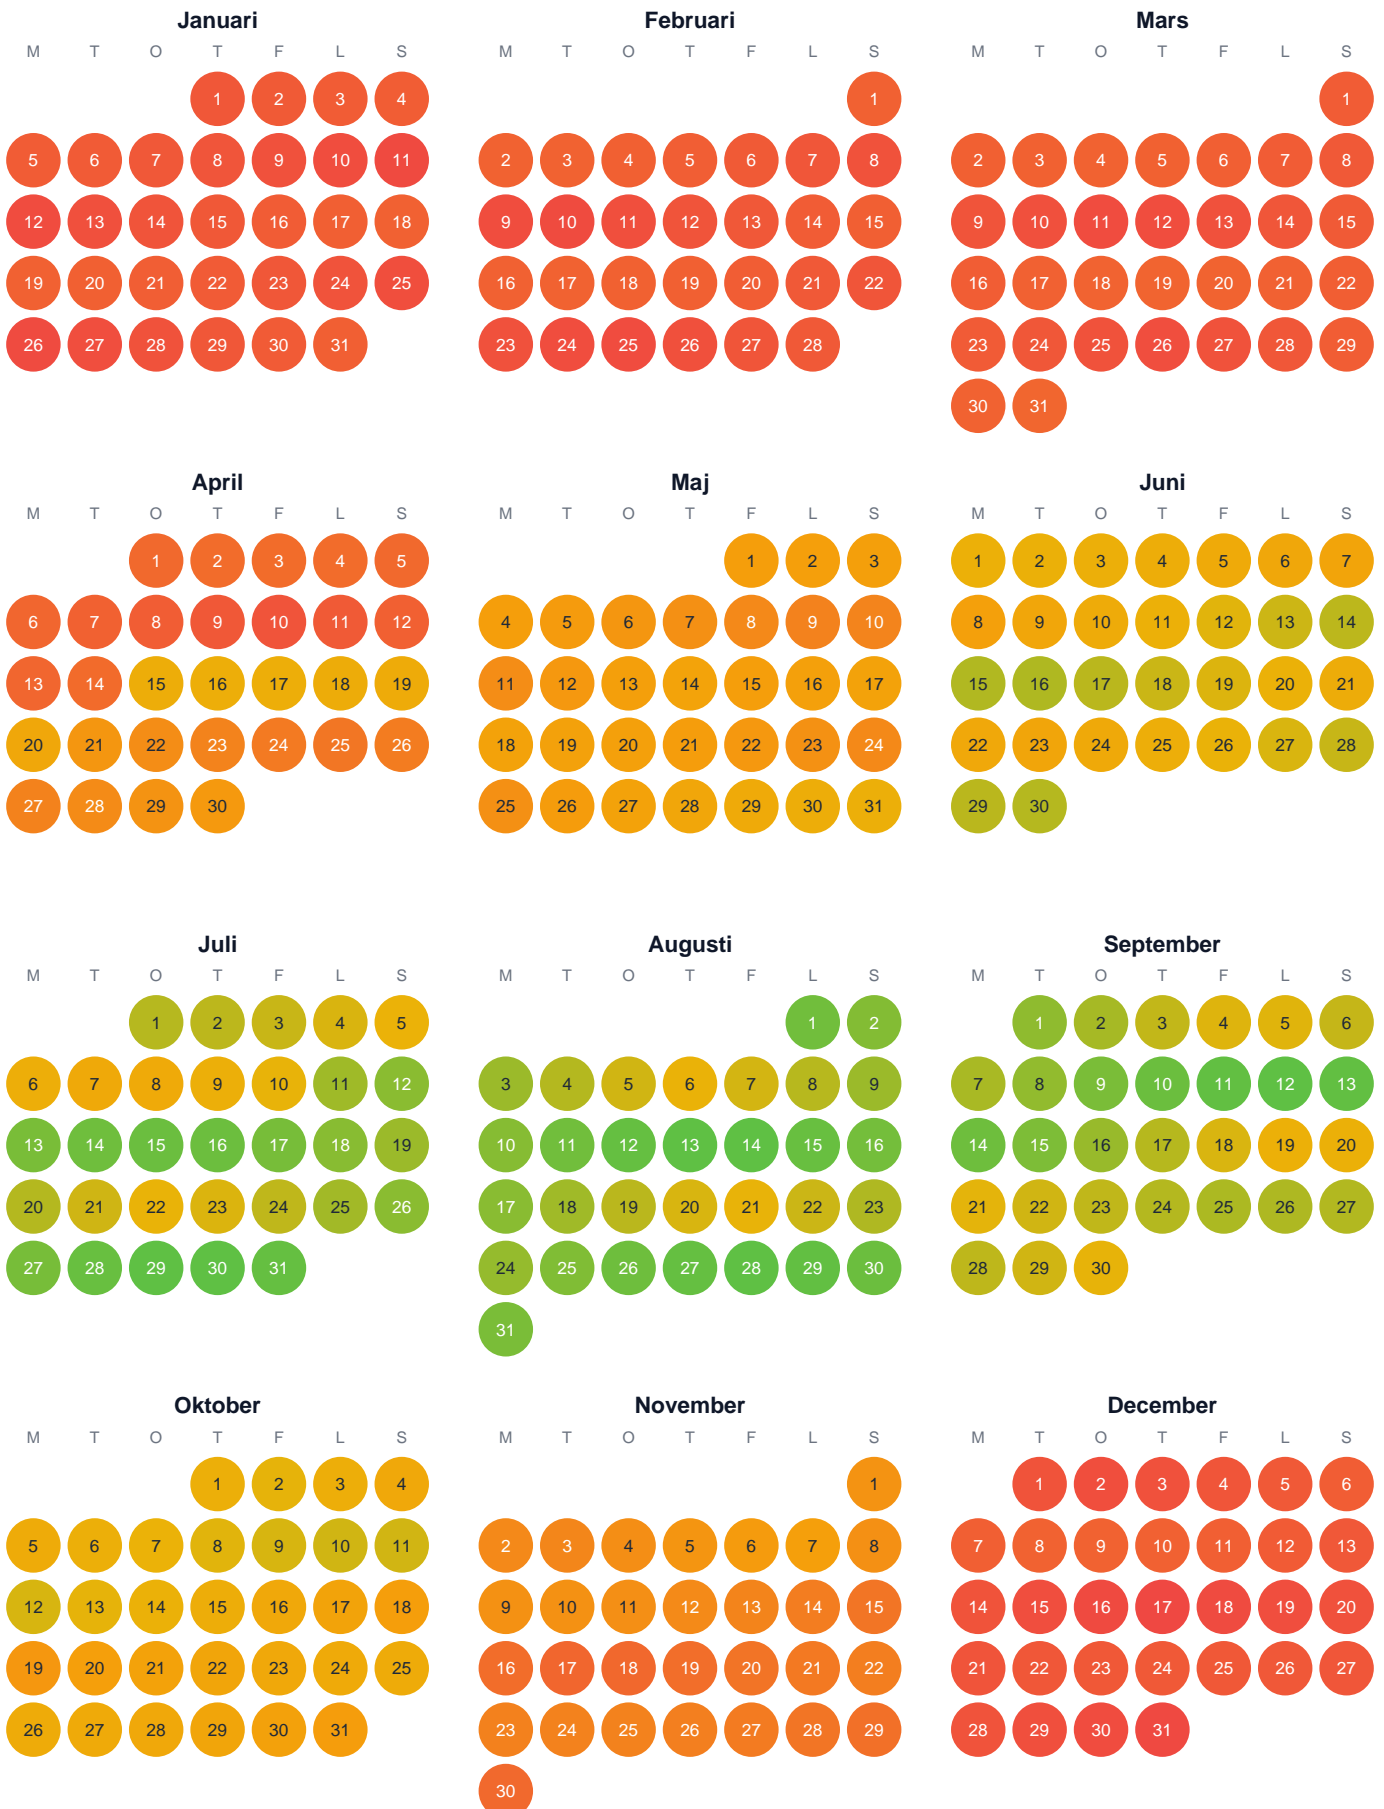 Januari
M T O T F L S
1 2 3 4
5 6 7 8 9 10 11
12 13 14 15 16 17 18
19 20 21 22 23 24 25
26 27 28 29 30 31
Februari
M T O T F L S
1
2 3 4 5 6 7 8
9 10 11 12 13 14 15
16 17 18 19 20 21 22
23 24 25 26 27 28
Mars
M T O T F L S
1
2 3 4 5 6 7 8
9 10 11 12 13 14 15
16 17 18 19 20 21 22
23 24 25 26 27 28 29
30 31
April
M T O T F L S
1 2 3 4 5
6 7 8 9 10 11 12
13 14 15 16 17 18 19
20 21 22 23 24 25 26
27 28 29 30
Maj
M T O T F L S
1 2 3
4 5 6 7 8 9 10
11 12 13 14 15 16 17
18 19 20 21 22 23 24
25 26 27 28 29 30 31
Juni
M T O T F L S
1 2 3 4 5 6 7
8 9 10 11 12 13 14
15 16 17 18 19 20 21
22 23 24 25 26 27 28
29 30
Juli
M T O T F L S
1 2 3 4 5
6 7 8 9 10 11 12
13 14 15 16 17 18 19
20 21 22 23 24 25 26
27 28 29 30 31
Augusti
M T O T F L S
1 2
3 4 5 6 7 8 9
10 11 12 13 14 15 16
17 18 19 20 21 22 23
24 25 26 27 28 29 30
31
September
M T O T F L S
1 2 3 4 5 6
7 8 9 10 11 12 13
14 15 16 17 18 19 20
21 22 23 24 25 26 27
28 29 30
Oktober
M T O T F L S
1 2 3 4
5 6 7 8 9 10 11
12 13 14 15 16 17 18
19 20 21 22 23 24 25
26 27 28 29 30 31
November
M T O T F L S
1
2 3 4 5 6 7 8
9 10 11 12 13 14 15
16 17 18 19 20 21 22
23 24 25 26 27 28 29
30
December
M T O T F L S
1 2 3 4 5 6
7 8 9 10 11 12 13
14 15 16 17 18 19 20
21 22 23 24 25 26 27
28 29 30 31